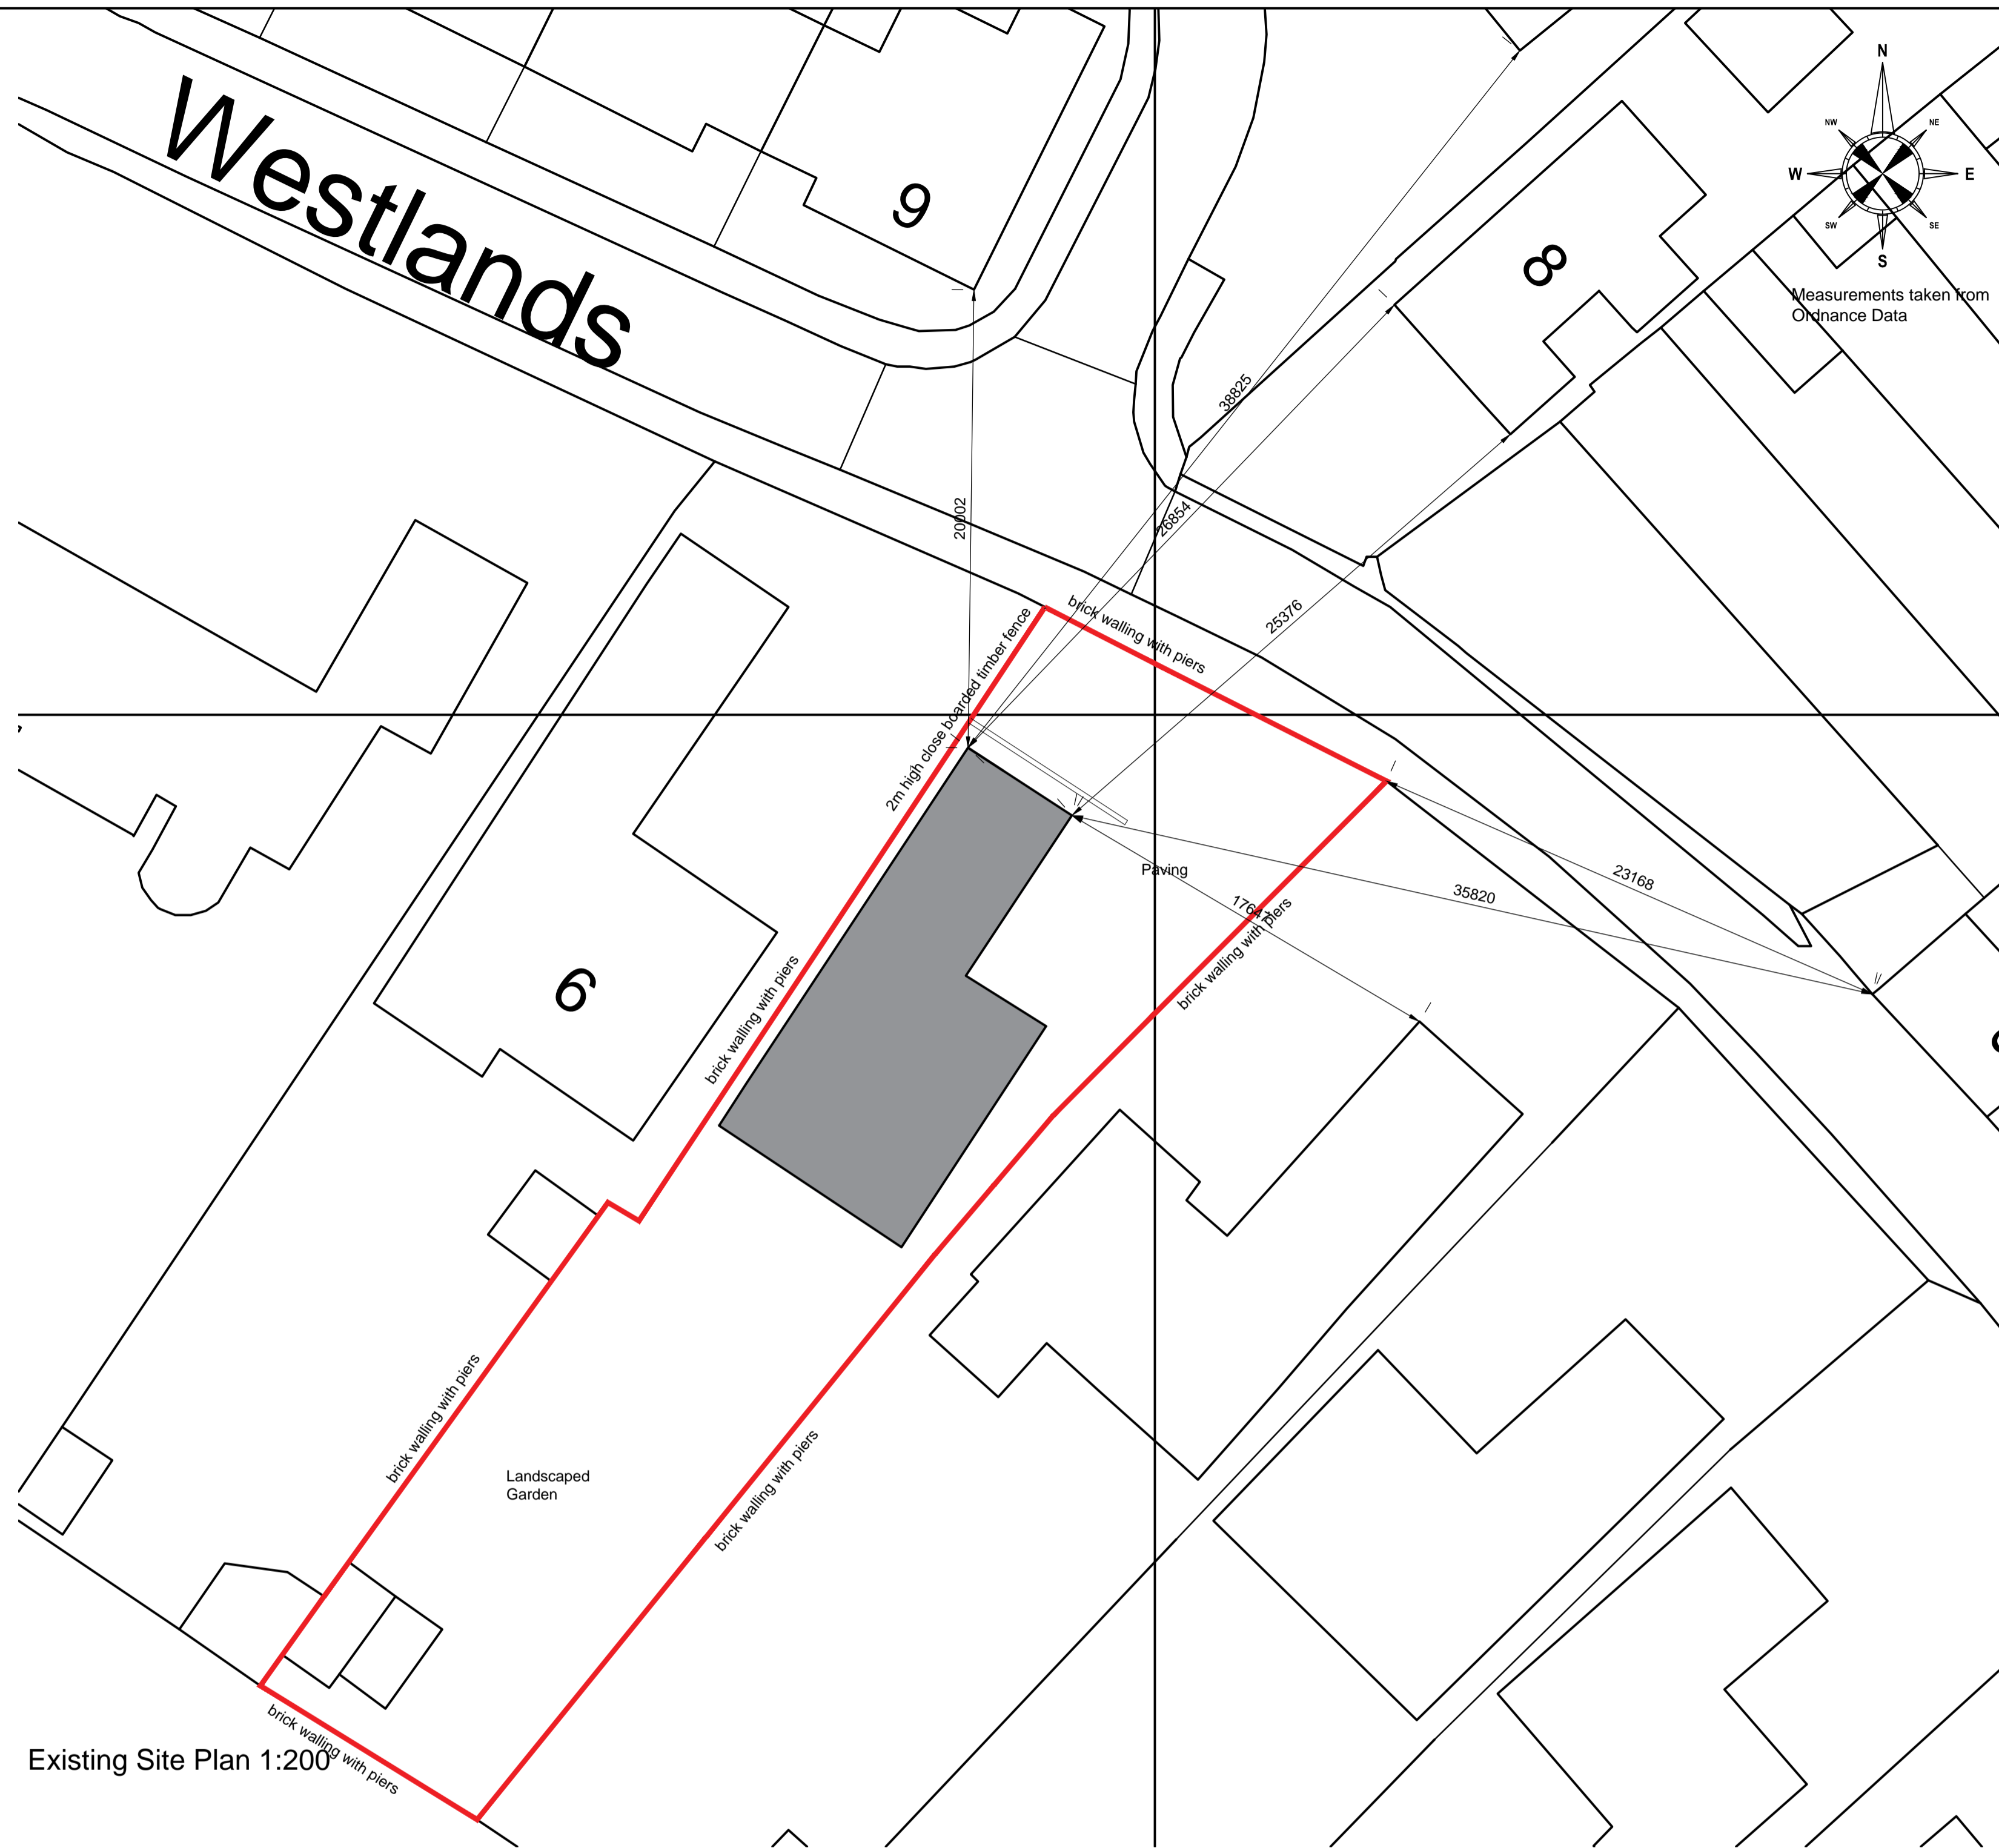 Westlands
9
8
N
NW
NE
W
E
SW
SE
S
Measurements taken from
Ordnance Data
38825
20002
26854
25376
brick walling with piers
2m high close boarded timber fence
Paving
23168
35820
brick walling with piers
brick walling with piers
6
brick walling with piers
Landscaped
Garden
brick walling with piers
brick walling with piers
Existing Site Plan 1:200